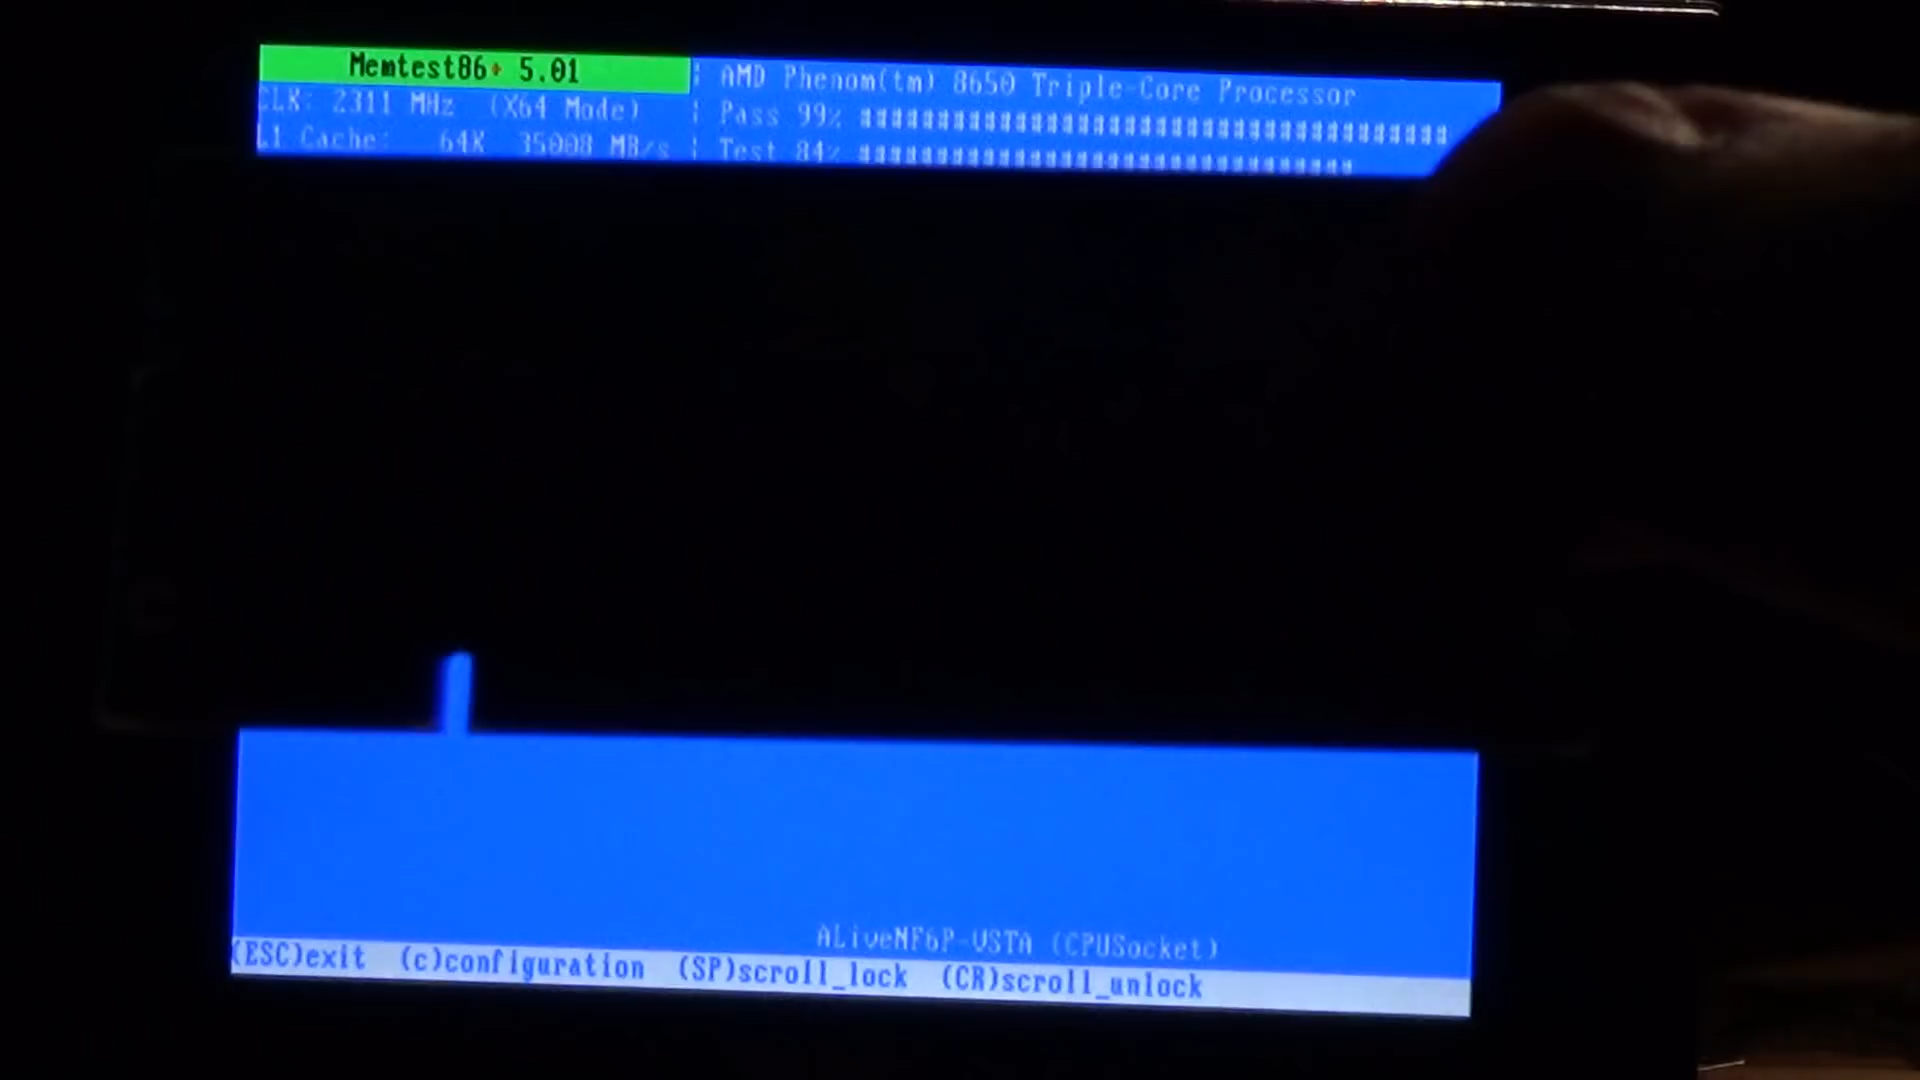 Memtest86+ 5.01 | AMD Phenom(tm) 8650 Triple-Core Processor
CLK: 2311 MHz (X64 Mode) | Pass 99% ######################################
L1 Cache: 64K 35008 MB/s | Test 84% ################################
ALiveNF6P-VSTA (CPUSocket)
(ESC)exit (c)configuration (SP)scroll_lock (CR)scroll_unlock